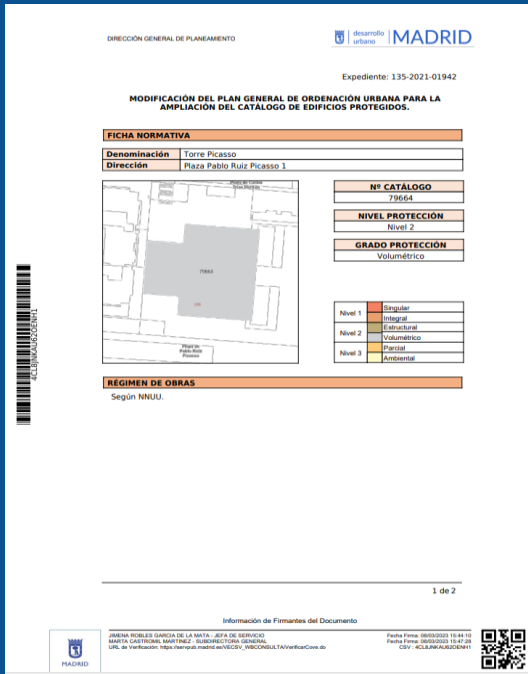 DIRECCIÓN GENERAL DE PLANEAMIENTO
desarrollo
urbano
MADRID
Expediente: 135-2021-01942
MODIFICACIÓN DEL PLAN GENERAL DE ORDENACIÓN URBANA PARA LA
AMPLIACIÓN DEL CATÁLOGO DE EDIFICIOS PROTEGIDOS.
FICHA NORMATIVA
Denominación Torre Picasso
Dirección Plaza Pablo Ruiz Picasso 1
Nº CATÁLOGO
79664
NIVEL PROTECCIÓN
Nivel 2
GRADO PROTECCIÓN
Volumétrico
Plaza de
Pablo Ruiz
Picasso
Nivel 1
Singular
Integral
Nivel 2
Estructural
Volumétrico
Nivel 3
Parcial
Ambiental
RÉGIMEN DE OBRAS
Según NNUU.
1 de 2
Información de Firmantes del Documento
MADRID
JIMENA ROBLES GARCIA DE LA MATA - JEFA DE SERVICIO
MARTA CASTROMIL MARTINEZ - SUBDIRECTORA GENERAL
URL de Verificación: https://servpub.madrid.es/VECSV_WBCONSULTA/VerificarCove.do
Fecha Firma: 08/03/2023 15:44:10
Fecha Firma: 08/03/2023 15:47:28